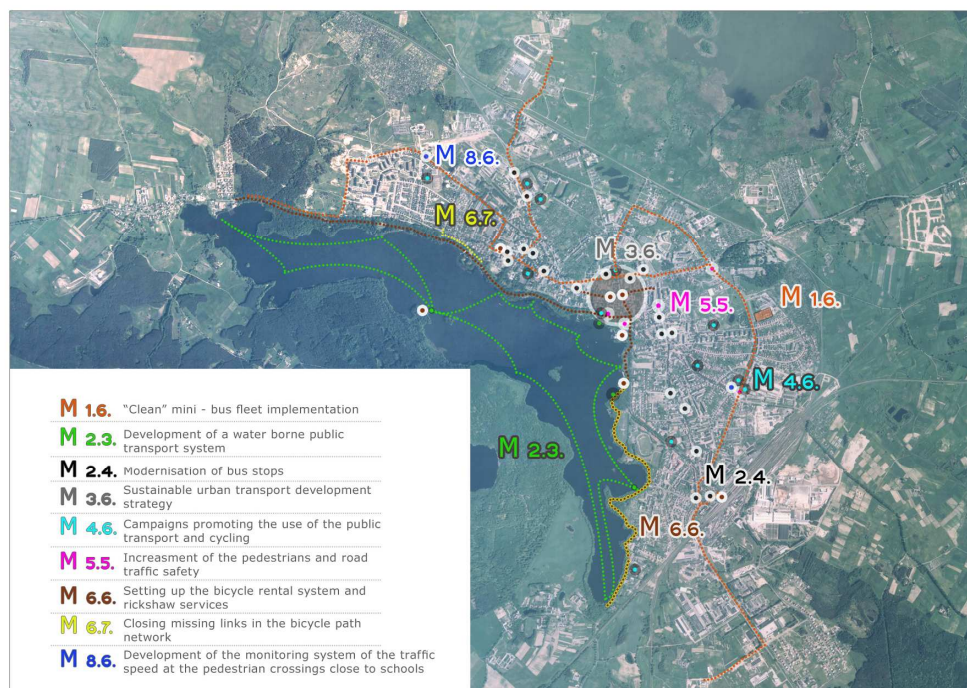 M 8.6.
M 6.7.
M 3.6.
M 5.5.
M 1.6.
M 4.6.
M 2.3.
M 2.4.
M 6.6.
M 1.6. “Clean” mini - bus fleet implementation
M 2.3. Development of a water borne public
transport system
M 2.4. Modernisation of bus stops
M 3.6. Sustainable urban transport development
strategy
M 4.6. Campaigns promoting the use of the public
transport and cycling
M 5.5. Increasment of the pedestrians and road
traffic safety
M 6.6. Setting up the bicycle rental system and
rickshaw services
M 6.7. Closing missing links in the bicycle path
network
M 8.6. Development of the monitoring system of the traffic
speed at the pedestrian crossings close to schools